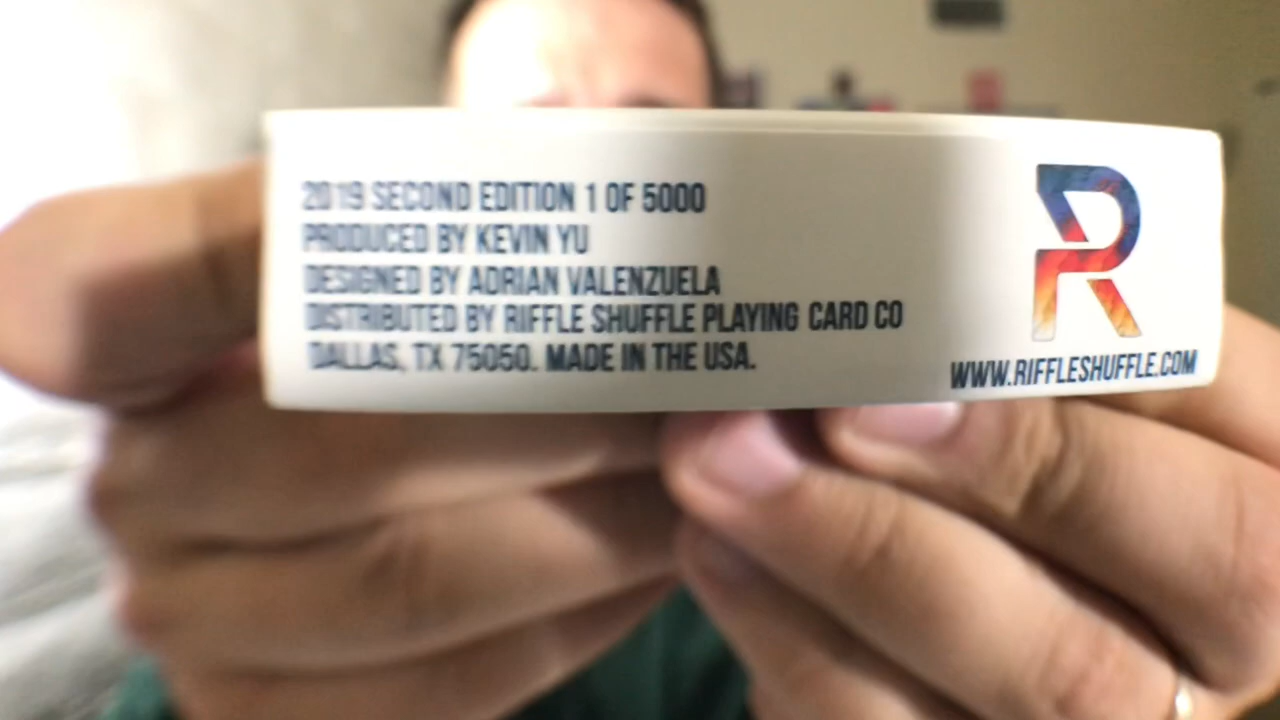 2019 SECOND EDITION 1 OF 5000
PRODUCED BY KEVIN YU
DESIGNED BY ADRIAN VALENZUELA
DISTRIBUTED BY RIFFLE SHUFFLE PLAYING CARD CO
DALLAS, TX 75050. MADE IN THE USA.
R
WWW.RIFFLESHUFFLE.COM